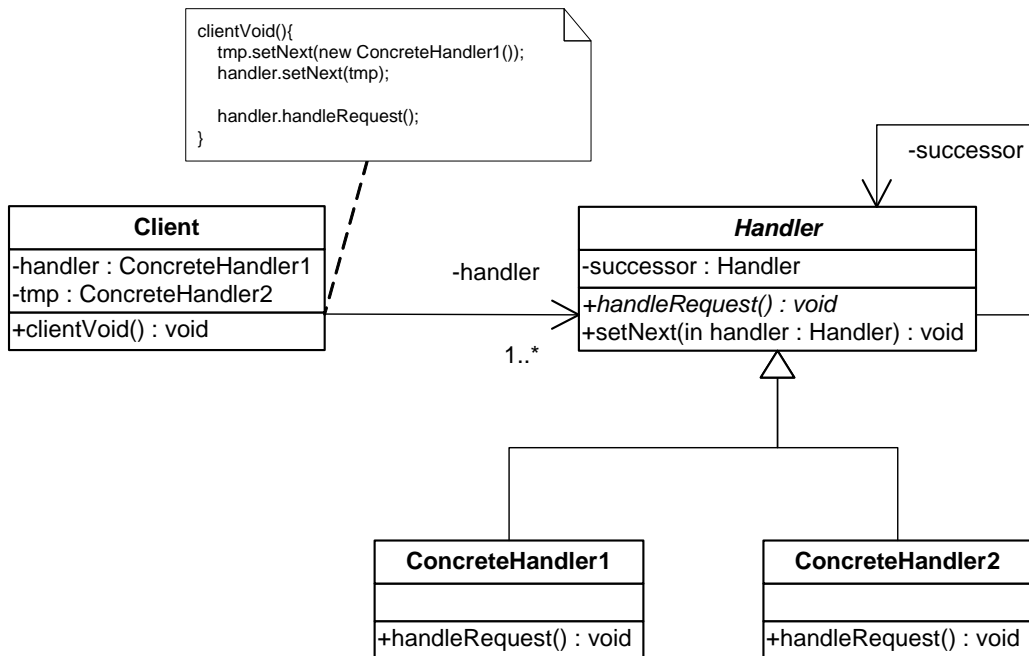 clientVoid(){
tmp.setNext(new ConcreteHandler1());
handler.setNext(tmp);
handler.handleRequest();
}
-successor
Client
-handler : ConcreteHandler1
-tmp : ConcreteHandler2
+clientVoid() : void
-handler
1..*
Handler
-successor : Handler
+handleRequest() : void
+setNext(in handler : Handler) : void
ConcreteHandler1
+handleRequest() : void
ConcreteHandler2
+handleRequest() : void